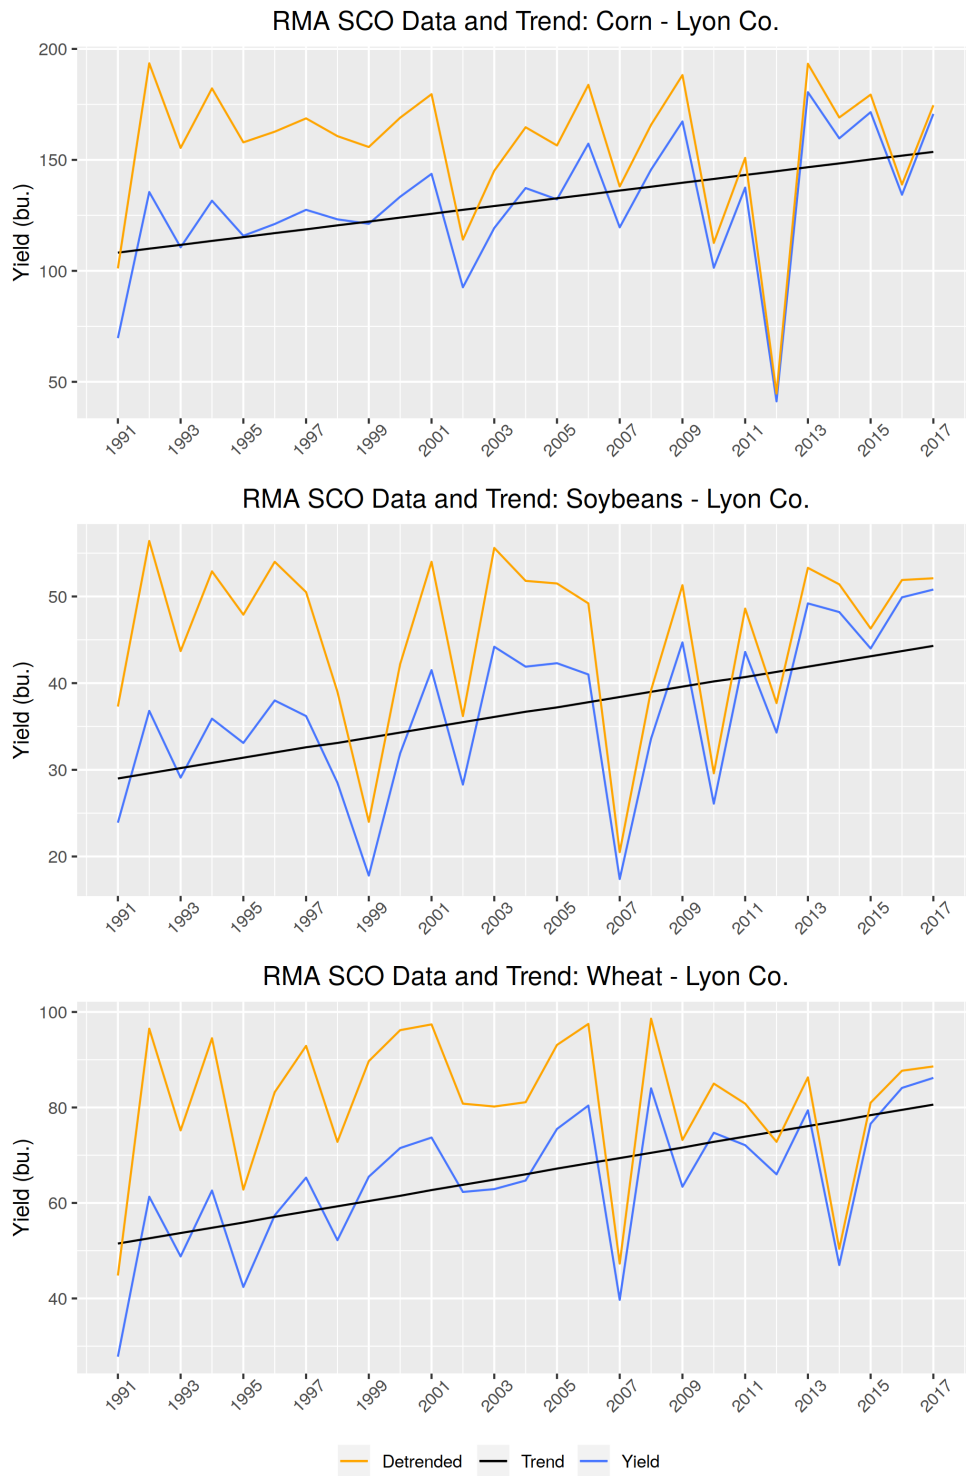 RMA SCO Data and Trend: Corn - Lyon Co.
Yield (bu.)
200
150
100
50
1991 1993 1995 1997 1999 2001 2003 2005 2007 2009 2011 2013 2015 2017
RMA SCO Data and Trend: Soybeans - Lyon Co.
Yield (bu.)
50
40
30
20
1991 1993 1995 1997 1999 2001 2003 2005 2007 2009 2011 2013 2015 2017
RMA SCO Data and Trend: Wheat - Lyon Co.
Yield (bu.)
100
80
60
40
1991 1993 1995 1997 1999 2001 2003 2005 2007 2009 2011 2013 2015 2017
Detrended Trend Yield